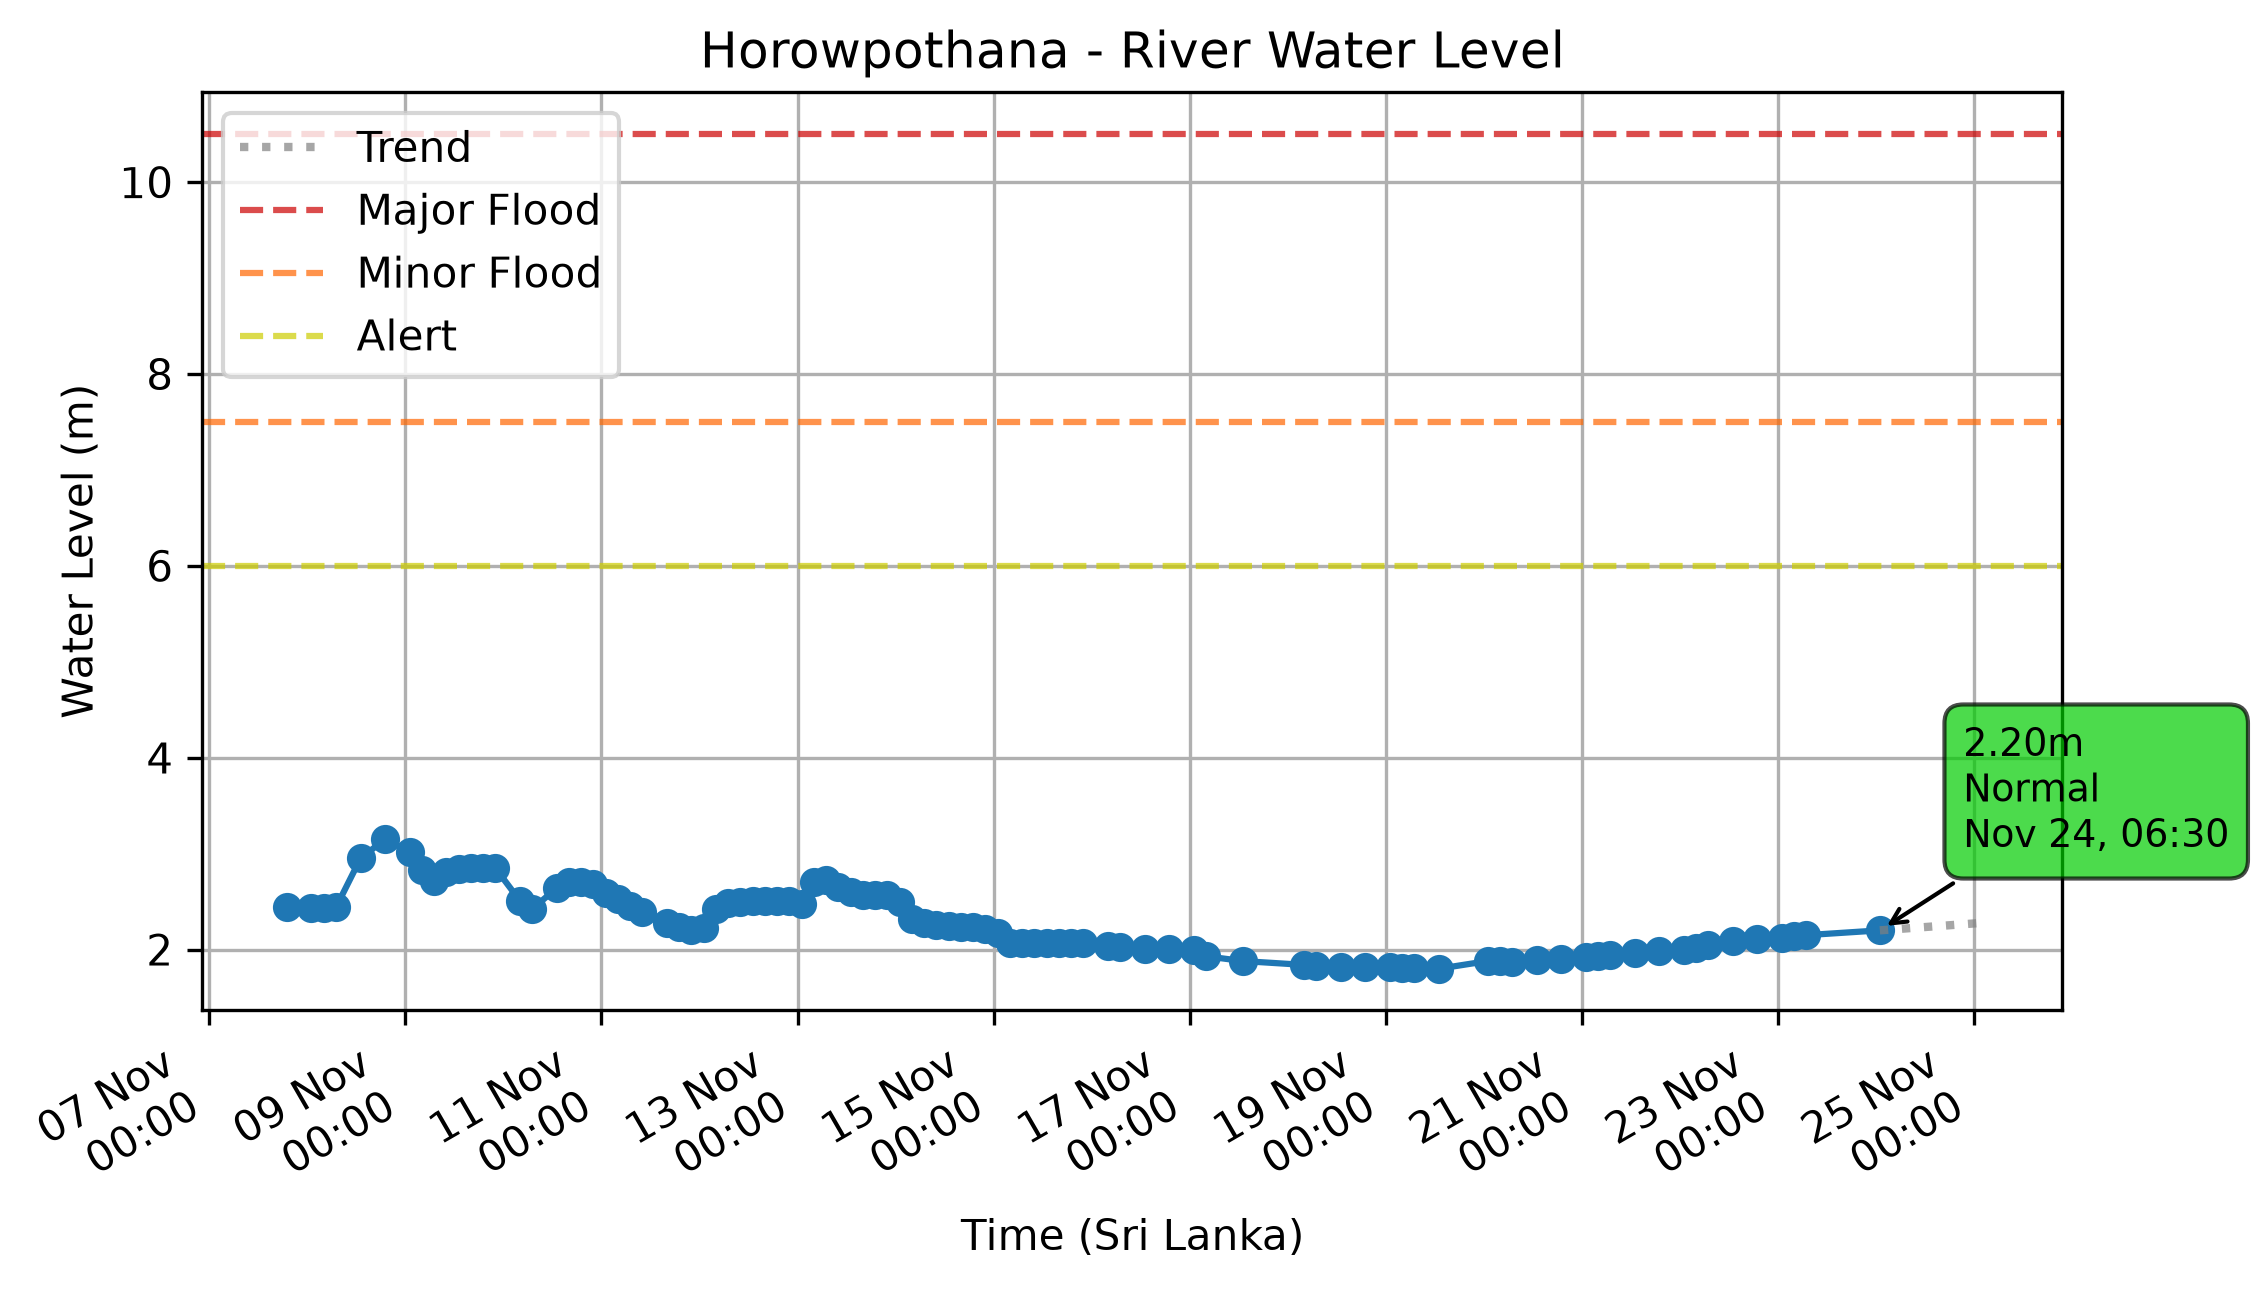 Horowpothana - River Water Level
Trend
Major Flood
Minor Flood
Alert
10
8
6
4
2
Water Level (m)
2.20m
Normal
Nov 24, 06:30
07 Nov
00:00
09 Nov
00:00
11 Nov
00:00
13 Nov
00:00
15 Nov
00:00
17 Nov
00:00
19 Nov
00:00
21 Nov
00:00
23 Nov
00:00
25 Nov
00:00
Time (Sri Lanka)